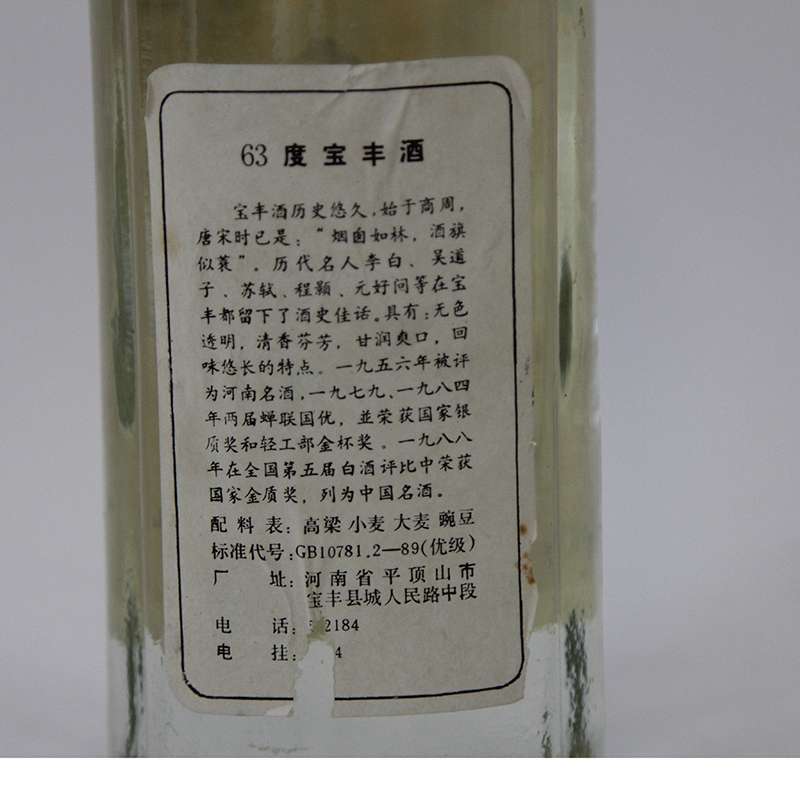 63 度宝丰酒
宝丰酒历史悠久,始于商周,
唐宋时已是:“烟囱如林,酒旗
似蓑”。历代名人李白、吴道
子、苏轼、程颢、元好问等在宝
丰都留下了酒史佳话。具有:无色
透明,清香芬芳,甘润爽口,回
味悠长的特点。一九五六年被评
为河南名酒,一九七九、一九八四
年两届蝉联国优,並荣获国家银
质奖和轻工部金杯奖。一九八八
年在全国第五届白酒评比中荣获
国家金质奖,列为中国名酒。
配料表:高梁 小麦 大麦 豌豆
标准代号:GB10781.2—89(优级)
厂 址:河南省平顶山市
宝丰县城人民路中段
电 话: 2184
电 挂: 4